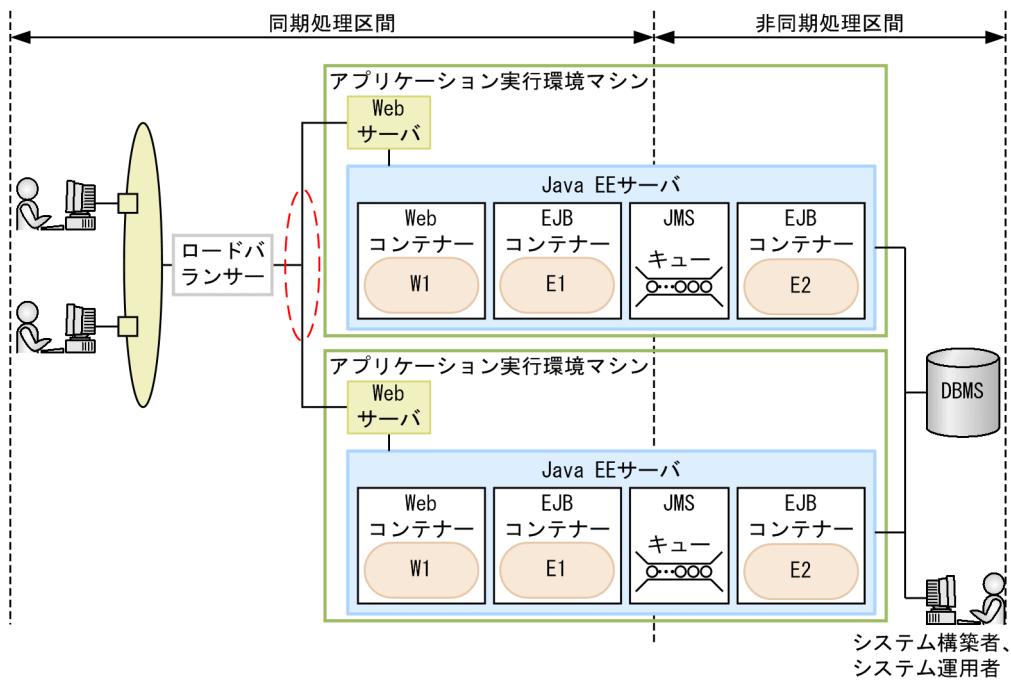 同期処理区間
非同期処理区間
アプリケーション実行環境マシン
Web
サーバ
Java EEサーバ
Web
コンテナー
W1
EJB
コンテナー
E1
JMS
キュー
EJB
コンテナー
E2
ロードバ
ランサー
アプリケーション実行環境マシン
Web
サーバ
Java EEサーバ
Web
コンテナー
W1
EJB
コンテナー
E1
JMS
キュー
EJB
コンテナー
E2
DBMS
システム構築者、
システム運用者